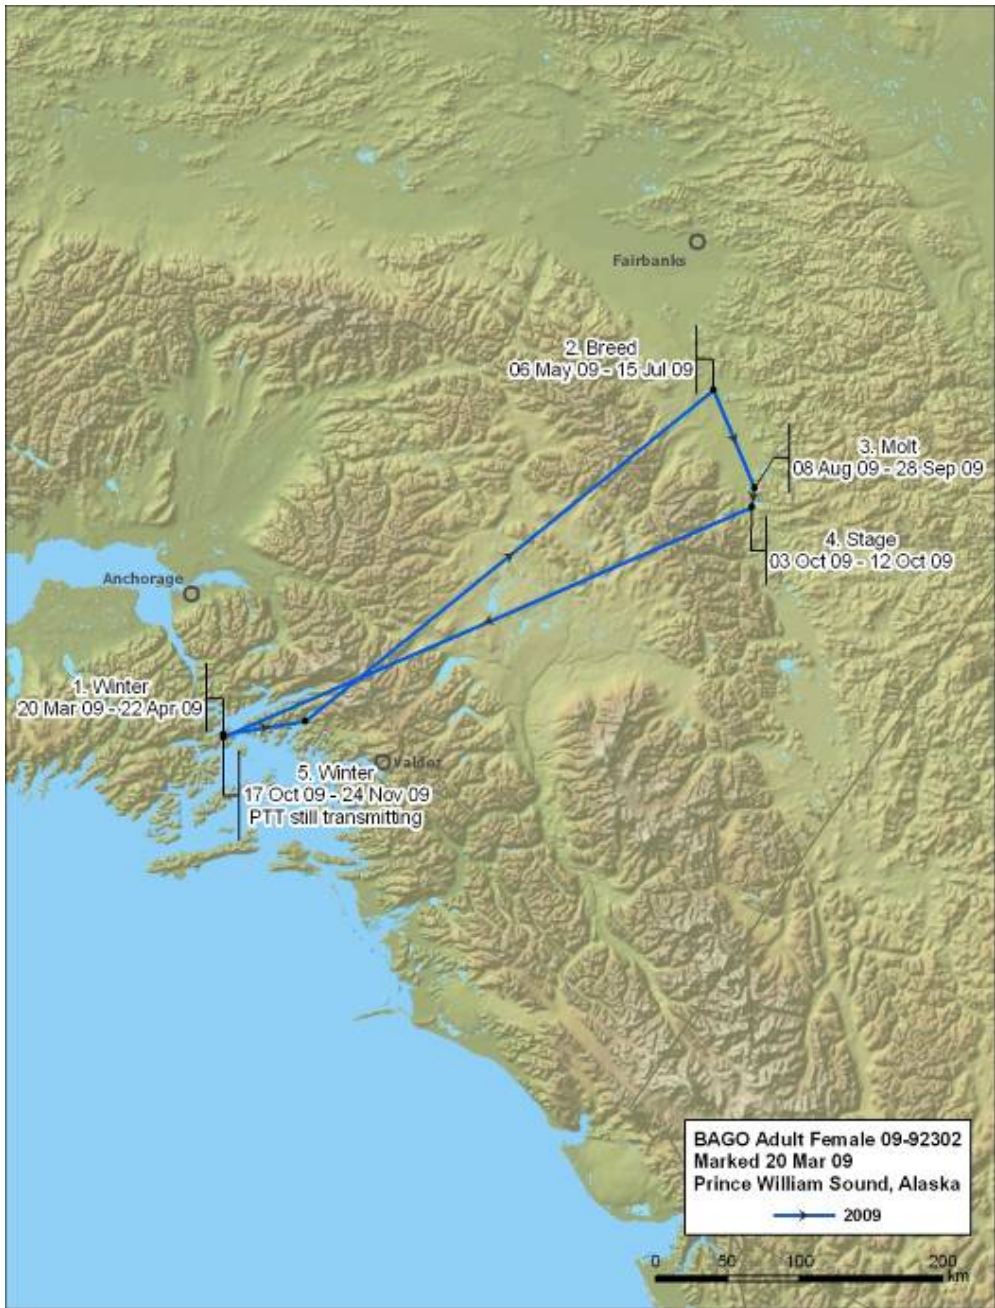 Fairbanks
2. Breed
06 May 09 - 15 Jul 09
3. Molt
08 Aug 09 - 28 Sep 09
4. Stage
03 Oct 09 - 12 Oct 09
Anchorage
1. Winter
20 Mar 09 - 22 Apr 09
Valdez
5. Winter
17 Oct 09 - 24 Nov 09
PTT still transmitting
BAGO Adult Female 09-92302
Marked 20 Mar 09
Prince William Sound, Alaska
2009
0 50 100 200
km